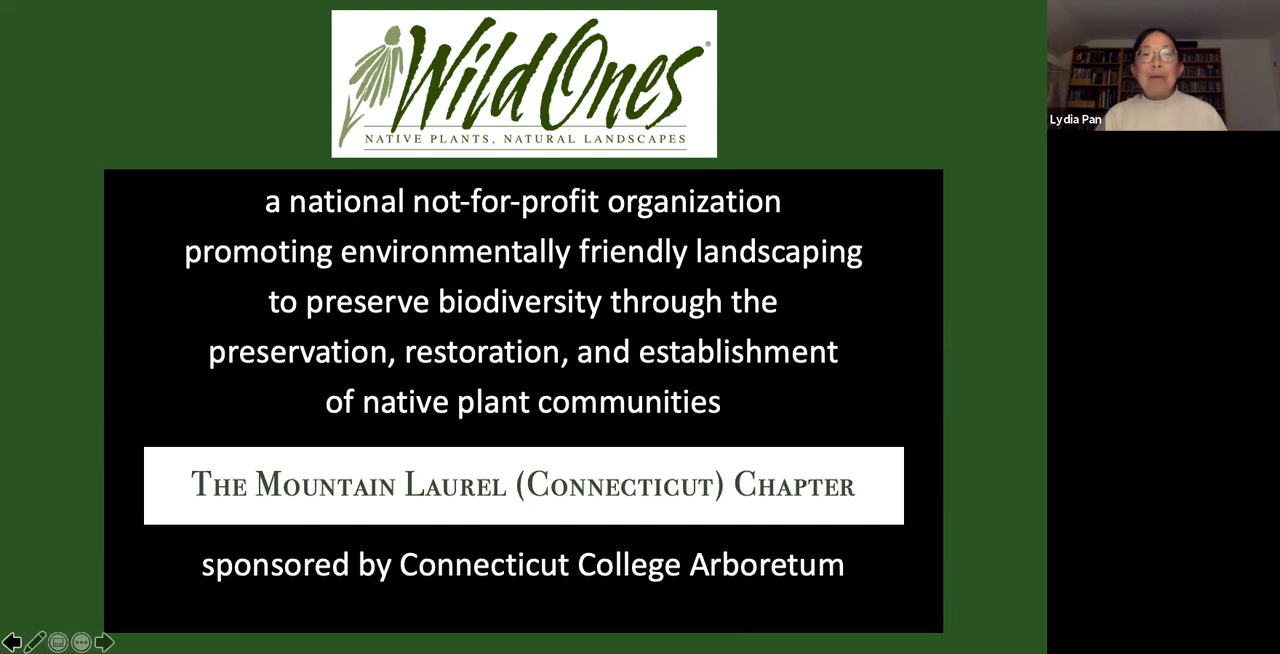 Wild Ones®
NATIVE PLANTS, NATURAL LANDSCAPES
a national not-for-profit organization
promoting environmentally friendly landscaping
to preserve biodiversity through the
preservation, restoration, and establishment
of native plant communities
The Mountain Laurel (Connecticut) Chapter
sponsored by Connecticut College Arboretum
Lydia Pan